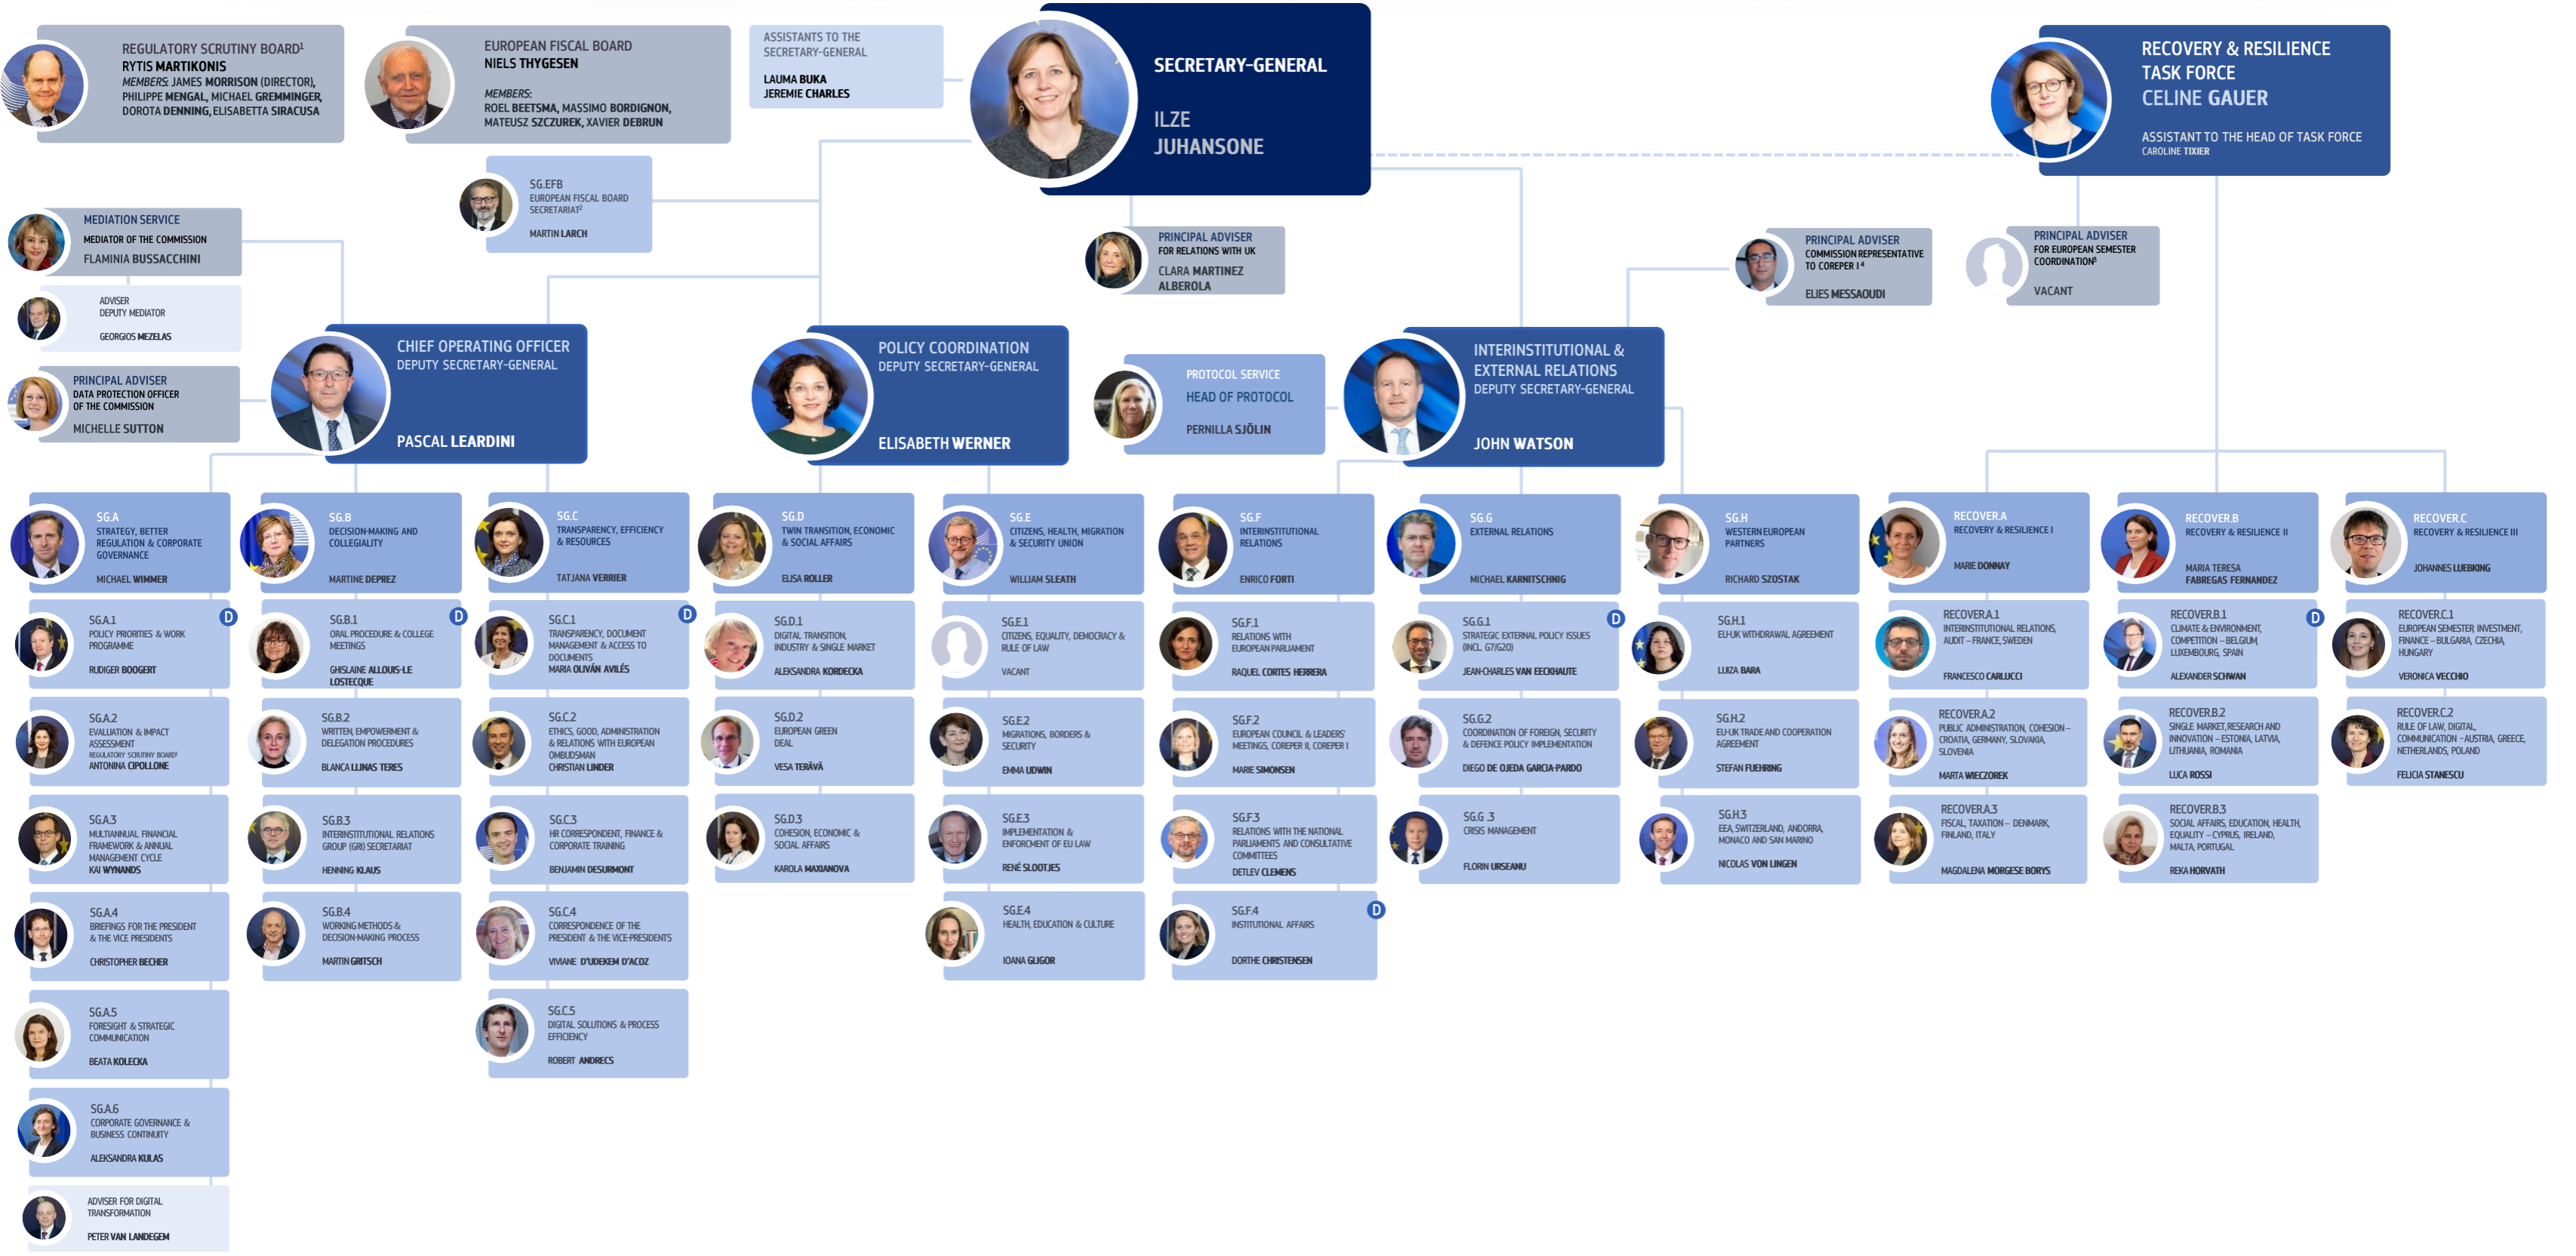 REGULATORY SCRUTINY BOARD¹
RYTIS MARTIKONIS
MEMBERS: JAMES MORRISON (DIRECTOR),
PHILIPPE MENGAL, MICHAEL GREMMINGER,
DOROTA DENNING, ELISABETTA SIRACUSA
EUROPEAN FISCAL BOARD
NIELS THYGESEN
MEMBERS:
ROEL BEETSMA, MASSIMO BORDIGNON,
MATEUSZ SZCZUREK, XAVIER DEBRUN
ASSISTANTS TO THE
SECRETARY-GENERAL
LAUMA BUKA
JEREMIE CHARLES
SECRETARY-GENERAL
ILZE
JUHANSONE
RECOVERY & RESILIENCE
TASK FORCE
CELINE GAUER
ASSISTANT TO THE HEAD OF TASK FORCE
CAROLINE TIXIER
SG.EFB
EUROPEAN FISCAL BOARD
SECRETARIAT²
MARTIN LARCH
MEDIATION SERVICE
MEDIATOR OF THE COMMISSION
FLAMINIA BUSSACCHINI
ADVISER
DEPUTY MEDIATOR
GEORGIOS MEZELAS
PRINCIPAL ADVISER
DATA PROTECTION OFFICER
OF THE COMMISSION
MICHELLE SUTTON
PRINCIPAL ADVISER
FOR RELATIONS WITH UK
CLARA MARTINEZ
ALBEROLA
PRINCIPAL ADVISER
COMMISSION REPRESENTATIVE
TO COREPER I ⁴
ELIES MESSAOUDI
PRINCIPAL ADVISER
FOR EUROPEAN SEMESTER
COORDINATION³
VACANT
CHIEF OPERATING OFFICER
DEPUTY SECRETARY-GENERAL
PASCAL LEARDINI
POLICY COORDINATION
DEPUTY SECRETARY-GENERAL
ELISABETH WERNER
PROTOCOL SERVICE
HEAD OF PROTOCOL
PERNILLA SJÖLIN
INTERINSTITUTIONAL &
EXTERNAL RELATIONS
DEPUTY SECRETARY-GENERAL
JOHN WATSON
SG.A
STRATEGY, BETTER
REGULATION & CORPORATE
GOVERNANCE
MICHAEL WIMMER
SG.A.1
D
POLICY PRIORITIES & WORK
PROGRAMME
RUDIGER BOOGERT
SG.A.2
EVALUATION & IMPACT
ASSESSMENT
REGULATORY SCRUTINY BOARD¹
ANTONINA CIPOLLONE
SG.A.3
MULTIANNUAL FINANCIAL
FRAMEWORK & ANNUAL
MANAGEMENT CYCLE
KAI WYNANDS
SG.A.4
BRIEFINGS FOR THE PRESIDENT
& THE VICE PRESIDENTS
CHRISTOPHER BECHER
SG.A.5
FORESIGHT & STRATEGIC
COMMUNICATION
BEATA KOLECKA
SG.A.6
CORPORATE GOVERNANCE &
BUSINESS CONTINUITY
ALEKSANDRA KULAS
ADVISER FOR DIGITAL
TRANSFORMATION
PETER VAN LANDEGEM
SG.B
DECISION-MAKING AND
COLLEGIALITY
MARTINE DEPREZ
SG.B.1
D
ORAL PROCEDURE & COLLEGE
MEETINGS
GHISLAINE ALLOUIS-LE
LOSTECQUE
SG.B.2
WRITTEN, EMPOWERMENT &
DELEGATION PROCEDURES
BLANCA LLINAS TERES
SG.B.3
INTERINSTITUTIONAL RELATIONS
GROUP (GRI) SECRETARIAT
HENNING KLAUS
SG.B.4
WORKING METHODS &
DECISION-MAKING PROCESS
MARTIN GRITSCH
SG.C
TRANSPARENCY, EFFICIENCY
& RESOURCES
TATJANA VERRIER
SG.C.1
D
TRANSPARENCY, DOCUMENT
MANAGEMENT & ACCESS TO
DOCUMENTS
MARIA OLIVÁN AVILÉS
SG.C.2
ETHICS, GOOD, ADMINISTRATION
& RELATIONS WITH EUROPEAN
OMBUDSMAN
CHRISTIAN LINDER
SG.C.3
HR CORRESPONDENT, FINANCE &
CORPORATE TRAINING
BENJAMIN DESURMONT
SG.C.4
CORRESPONDENCE OF THE
PRESIDENT & THE VICE-PRESIDENTS
VIVIANE D'UDEKEM D'ACOZ
SG.C.5
DIGITAL SOLUTIONS & PROCESS
EFFICIENCY
ROBERT ANDRECS
SG.D
TWIN TRANSITION, ECONOMIC
& SOCIAL AFFAIRS
ELISA ROLLER
SG.D.1
DIGITAL TRANSITION,
INDUSTRY & SINGLE MARKET
ALEKSANDRA KORDECKA
SG.D.2
EUROPEAN GREEN
DEAL
VESA TERÄVÄ
SG.D.3
COHESION, ECONOMIC &
SOCIAL AFFAIRS
KAROLA MAXIANOVA
SG.E
CITIZENS, HEALTH, MIGRATION
& SECURITY UNION
WILLIAM SLEATH
SG.E.1
CITIZENS, EQUALITY, DEMOCRACY &
RULE OF LAW
VACANT
SG.E.2
MIGRATIONS, BORDERS &
SECURITY
EMMA UDWIN
SG.E.3
IMPLEMENTATION &
ENFORCMENT OF EU LAW
RENÉ SLOOTJES
SG.E.4
HEALTH, EDUCATION & CULTURE
IOANA GLIGOR
SG.F
INTERINSTITUTIONAL
RELATIONS
ENRICO FORTI
SG.F.1
RELATIONS WITH
EUROPEAN PARLIAMENT
RAQUEL CORTES HERRERA
SG.F.2
EUROPEAN COUNCIL & LEADERS'
MEETINGS, COREPER II, COREPER I
MARIE SIMONSEN
SG.F.3
RELATIONS WITH THE NATIONAL
PARLIAMENTS AND CONSULTATIVE
COMMITTEES
DETLEV CLEMENS
SG.F.4
D
INSTITUTIONAL AFFAIRS
DORTHE CHRISTENSEN
SG.G
EXTERNAL RELATIONS
MICHAEL KARNITSCHNIG
SG.G.1
D
STRATEGIC EXTERNAL POLICY ISSUES
(INCL. G7/G20)
JEAN-CHARLES VAN EECKHAUTE
SG.G.2
COORDINATION OF FOREIGN, SECURITY
& DEFENCE POLICY IMPLEMENTATION
DIEGO DE OJEDA GARCIA-PARDO
SG.G .3
CRISIS MANAGEMENT
FLORIN URSEANU
SG.H
WESTERN EUROPEAN
PARTNERS
RICHARD SZOSTAK
SG.H.1
EU-UK WITHDRAWAL AGREEMENT
LUIZA BARA
SG.H.2
EU-UK TRADE AND COOPERATION
AGREEMENT
STEFAN FUEHRING
SG.H.3
EEA, SWITZERLAND, ANDORRA,
MONACO AND SAN MARINO
NICOLAS VON LINGEN
RECOVER.A
RECOVERY & RESILIENCE I
MARIE DONNAY
RECOVER.A.1
INTERINSTITUTIONAL RELATIONS,
AUDIT – FRANCE, SWEDEN
FRANCESCO CARLUCCI
RECOVER.A.2
PUBLIC ADMINISTRATION, COHESION –
CROATIA, GERMANY, SLOVAKIA,
SLOVENIA
MARTA WIECZOREK
RECOVER.A.3
FISCAL, TAXATION – DENMARK,
FINLAND, ITALY
MAGDALENA MORGESE BORYS
RECOVER.B
RECOVERY & RESILIENCE II
MARIA TERESA
FABREGAS FERNANDEZ
RECOVER.B.1
D
CLIMATE & ENVIRONMENT,
COMPETITION – BELGIUM,
LUXEMBOURG, SPAIN
ALEXANDER SCHWAN
RECOVER.B.2
SINGLE MARKET, RESEARCH AND
INNOVATION – ESTONIA, LATVIA,
LITHUANIA, ROMANIA
LUCA ROSSI
RECOVER.B.3
SOCIAL AFFAIRS, EDUCATION, HEALTH,
EQUALITY – CYPRUS, IRELAND,
MALTA, PORTUGAL
REKA HORVATH
RECOVER.C
RECOVERY & RESILIENCE III
JOHANNES LUEBKING
RECOVER.C.1
EUROPEAN SEMESTER, INVESTMENT,
FINANCE – BULGARIA, CZECHIA,
HUNGARY
VERONICA VECCHIO
RECOVER.C.2
RULE OF LAW, DIGITAL,
COMMUNICATION - AUSTRIA, GREECE,
NETHERLANDS, POLAND
FELICIA STANESCU